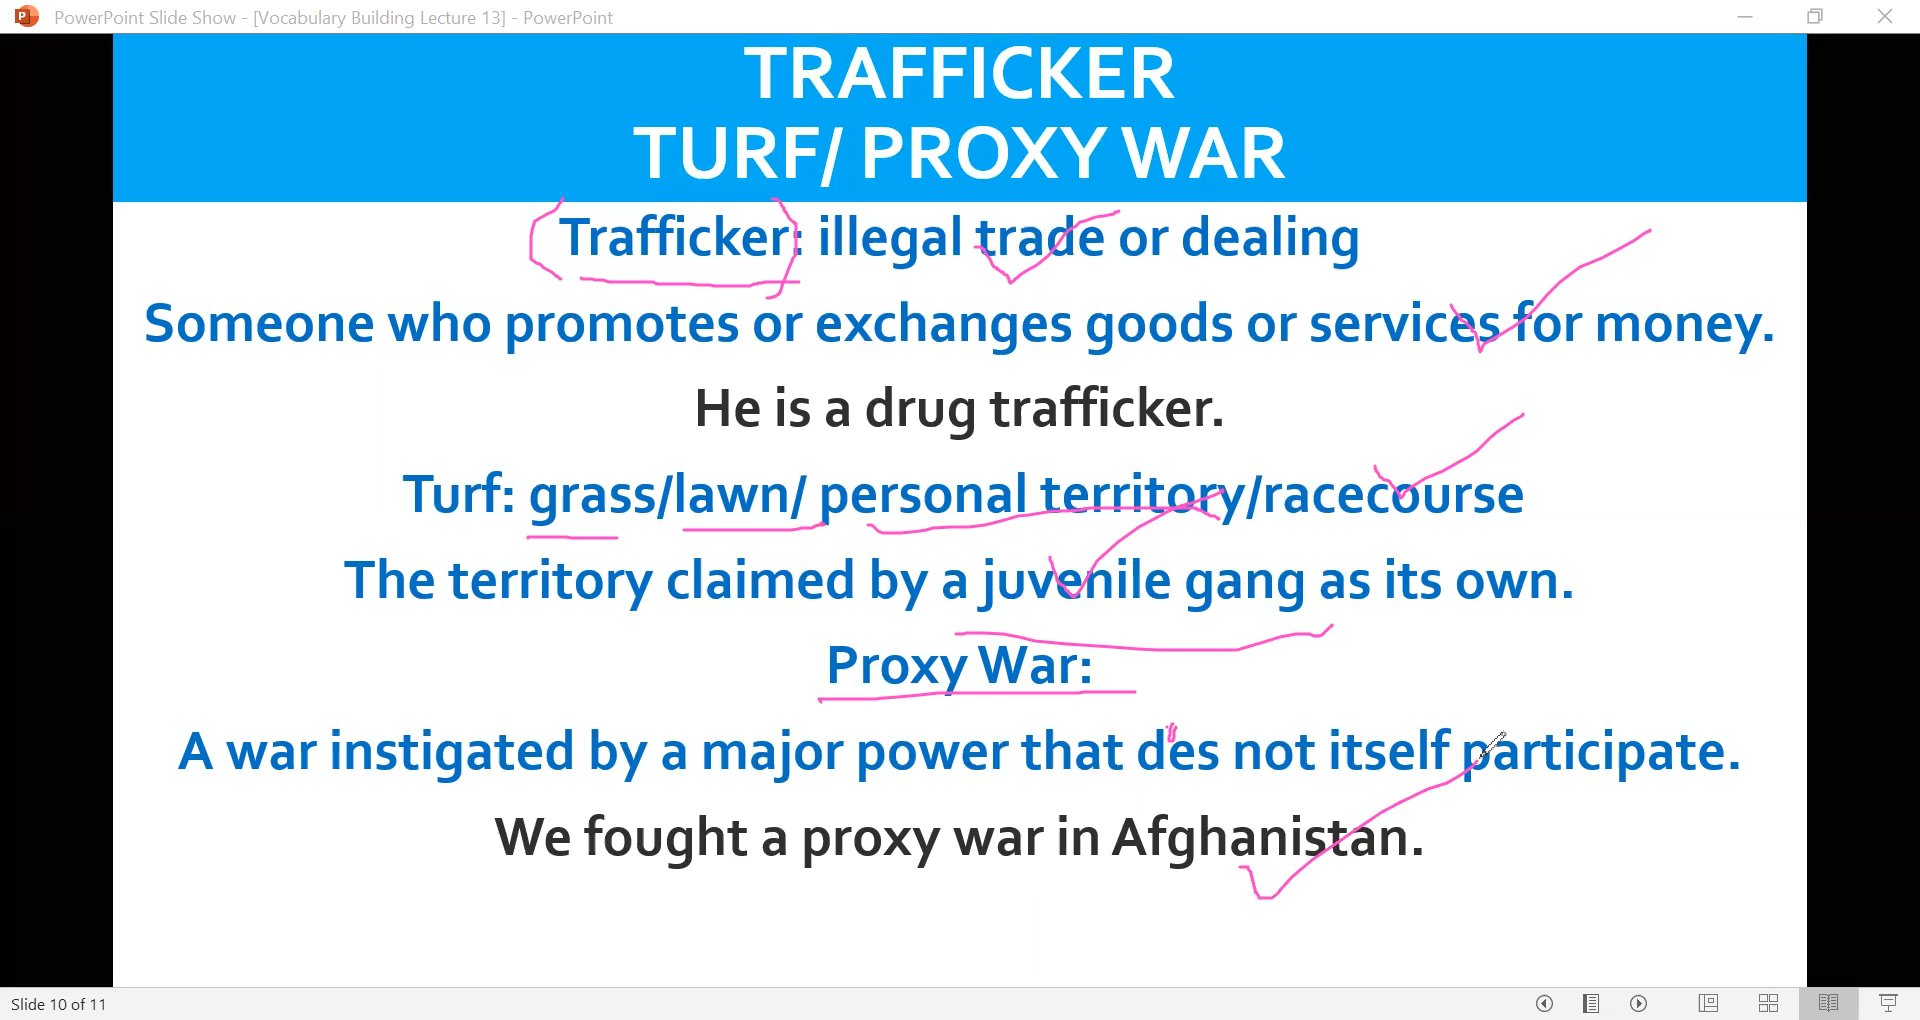 PowerPoint Slide Show - [Vocabulary Building Lecture 13] - PowerPoint
TRAFFICKER
TURF/ PROXY WAR
Trafficker: illegal trade or dealing
Someone who promotes or exchanges goods or services for money.
He is a drug trafficker.
Turf: grass/lawn/ personal territory/racecourse
The territory claimed by a juvenile gang as its own.
Proxy War:
A war instigated by a major power that des not itself participate.
We fought a proxy war in Afghanistan.
Slide 10 of 11